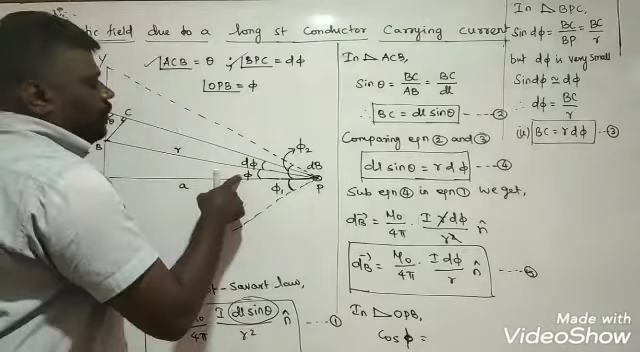 etic field due to a long st Conductor Carrying current
∠ACB = θ ; ∠BPC = dφ
∠OPB = φ
Y
C
B
r
a
dφ
φ
φ1
φ2
dB
P
-Savart law,
I dl sinθ / r2 n̂ ----①
4π
In △ACB,
Sinθ = BC/AB = BC/dl
∴ BC = dl sinθ ----②
Comparing eqn ② and ③
dl sinθ = r dφ ----④
Sub eqn ④ in eqn ① we get,
dB⃗ = μ0/4π . I r dφ/r2 n̂
dB⃗ = μ0/4π . I dφ/r n̂ ----⑤
In △OPB,
Cos φ =
In △BPC,
Sin dφ = BC/BP = BC/r
but dφ is very small
Sin dφ ≃ dφ
∴ dφ = BC/r
(ii) BC = r dφ ---③
Made with
VideoShow